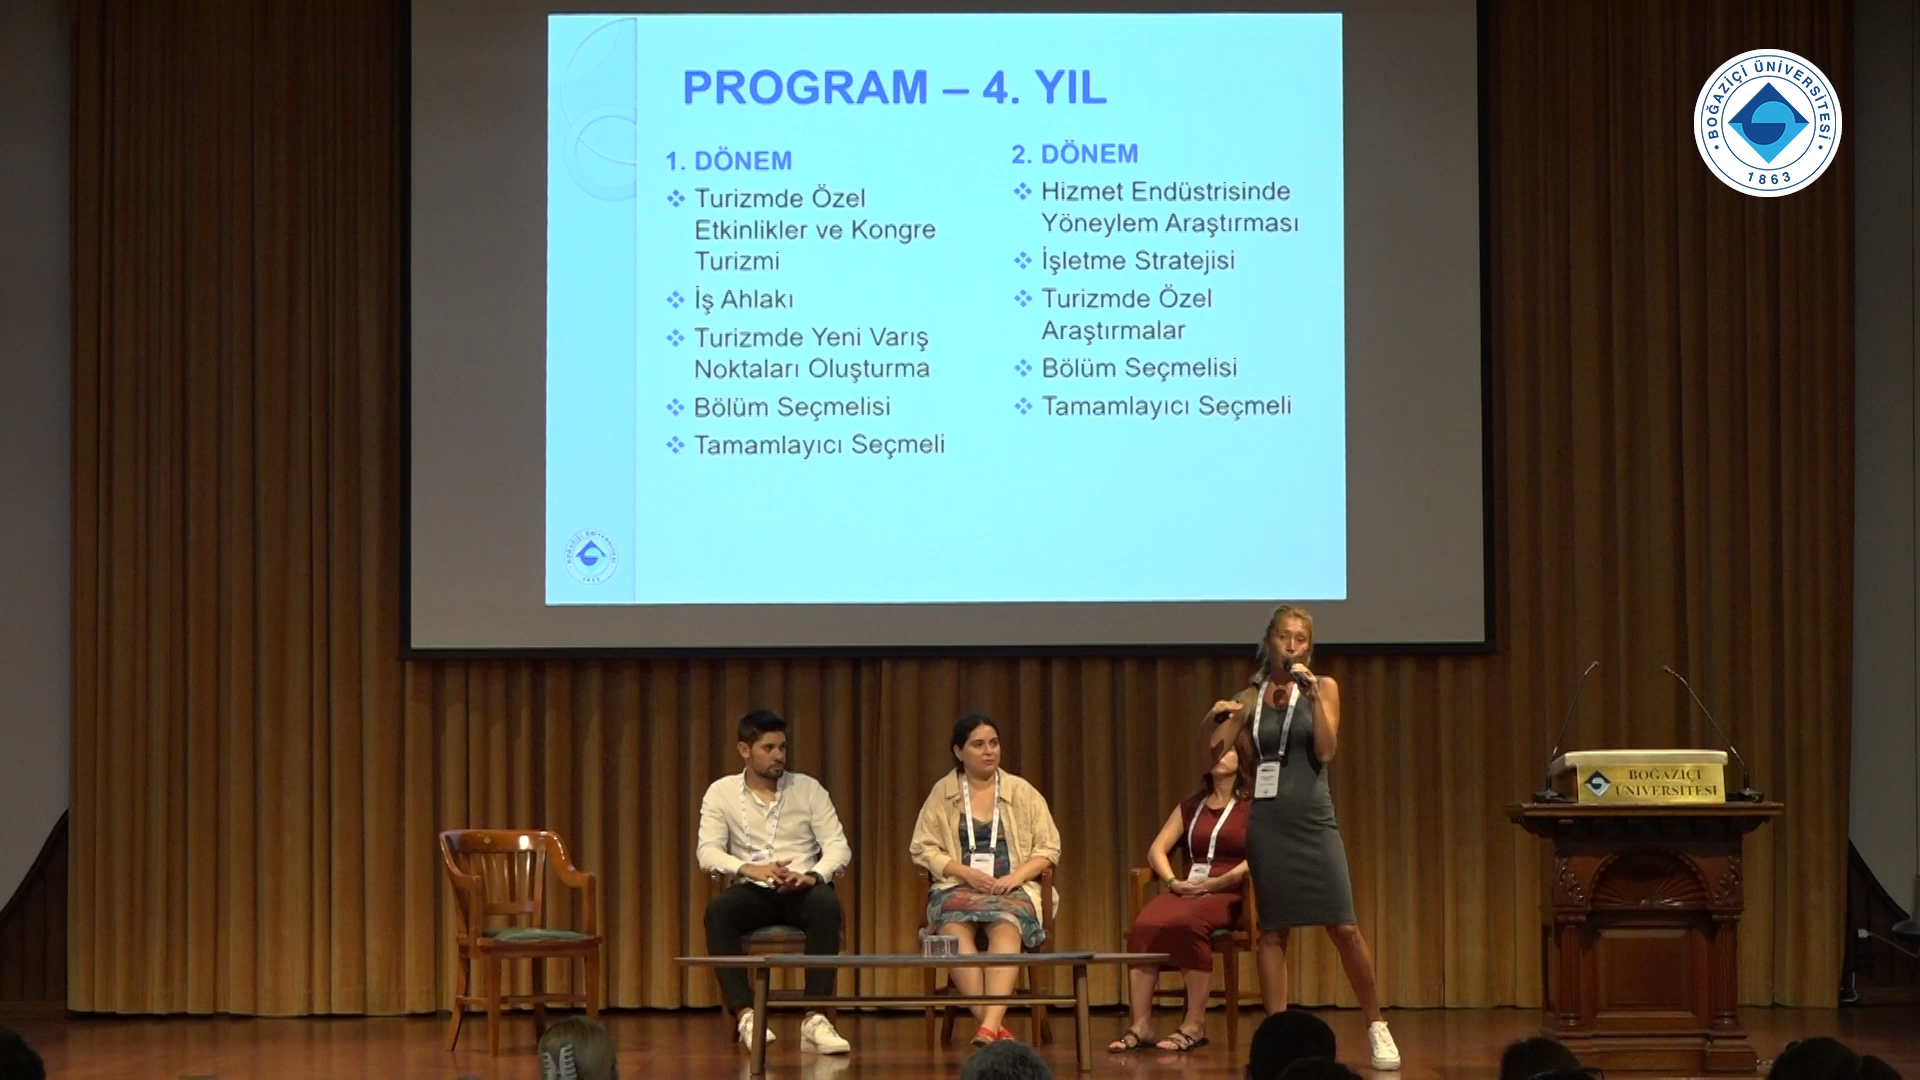 PROGRAM – 4. YIL
1. DÖNEM
Turizmde Özel
Etkinlikler ve Kongre
Turizmi
İş Ahlakı
Turizmde Yeni Varış
Noktaları Oluşturma
Bölüm Seçmelisi
Tamamlayıcı Seçmeli
2. DÖNEM
Hizmet Endüstrisinde
Yöneylem Araştırması
İşletme Stratejisi
Turizmde Özel
Araştırmalar
Bölüm Seçmelisi
Tamamlayıcı Seçmeli
BOĞAZİÇİ ÜNİVERSİTESİ
1863
BOĞAZİÇİ
ÜNİVERSİTESİ